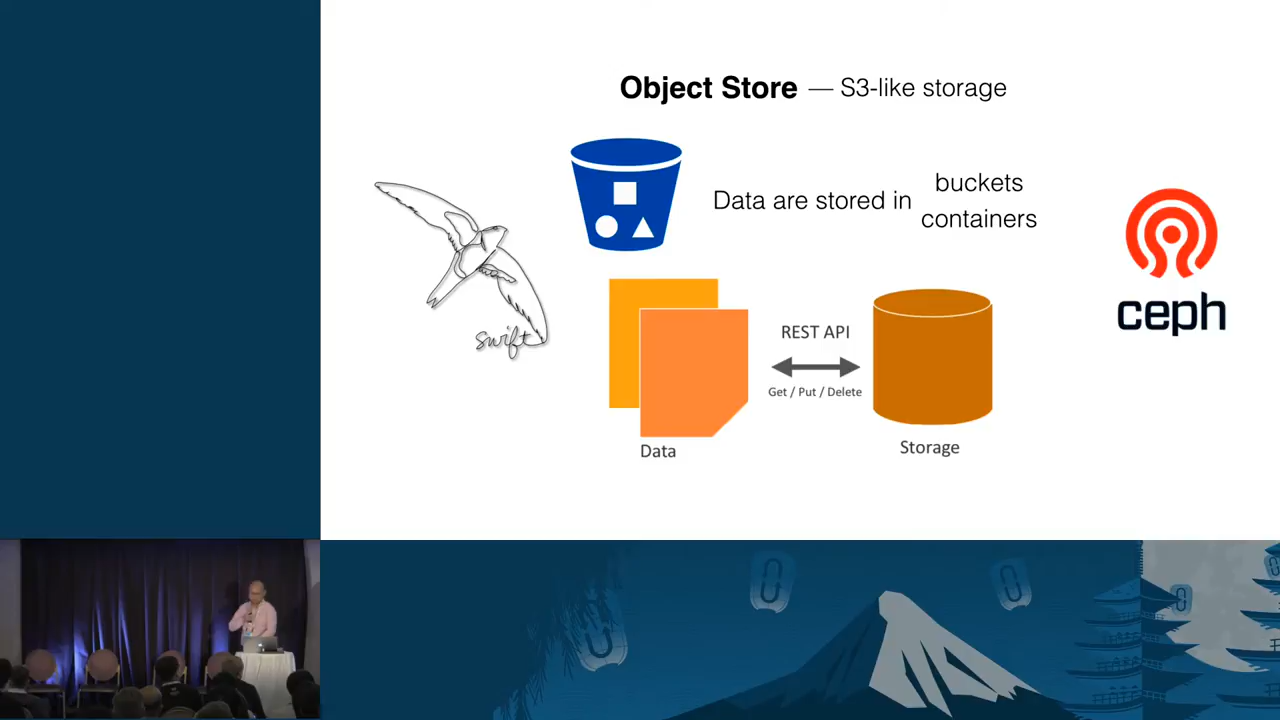 Object Store — S3-like storage
Data are stored in
buckets
containers
swift
ceph
REST API
Get / Put / Delete
Data
Storage